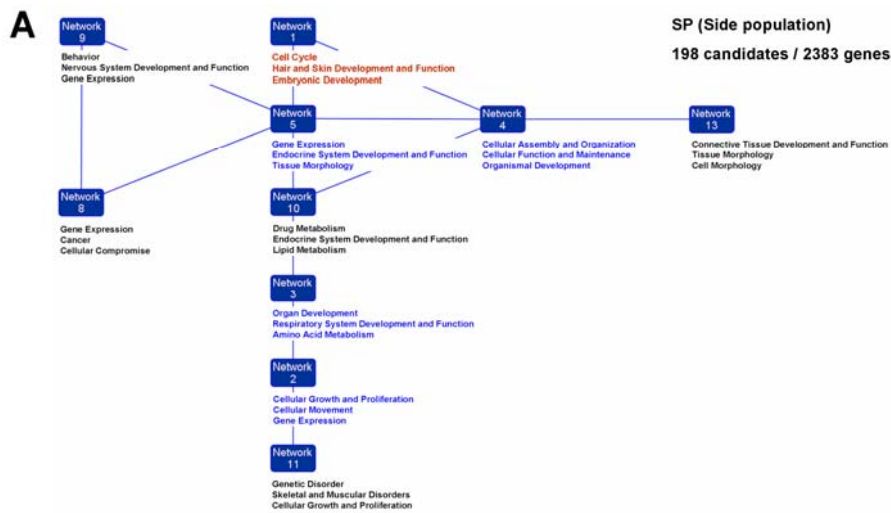 A
SP (Side population)
198 candidates / 2383 genes
Network
9
Behavior
Nervous System Development and Function
Gene Expression
Network
1
Cell Cycle
Hair and Skin Development and Function
Embryonic Development
Network
5
Gene Expression
Endocrine System Development and Function
Tissue Morphology
Network
4
Cellular Assembly and Organization
Cellular Function and Maintenance
Organismal Development
Network
13
Connective Tissue Development and Function
Tissue Morphology
Cell Morphology
Network
8
Gene Expression
Cancer
Cellular Compromise
Network
10
Drug Metabolism
Endocrine System Development and Function
Lipid Metabolism
Network
3
Organ Development
Respiratory System Development and Function
Amino Acid Metabolism
Network
2
Cellular Growth and Proliferation
Cellular Movement
Gene Expression
Network
11
Genetic Disorder
Skeletal and Muscular Disorders
Cellular Growth and Proliferation